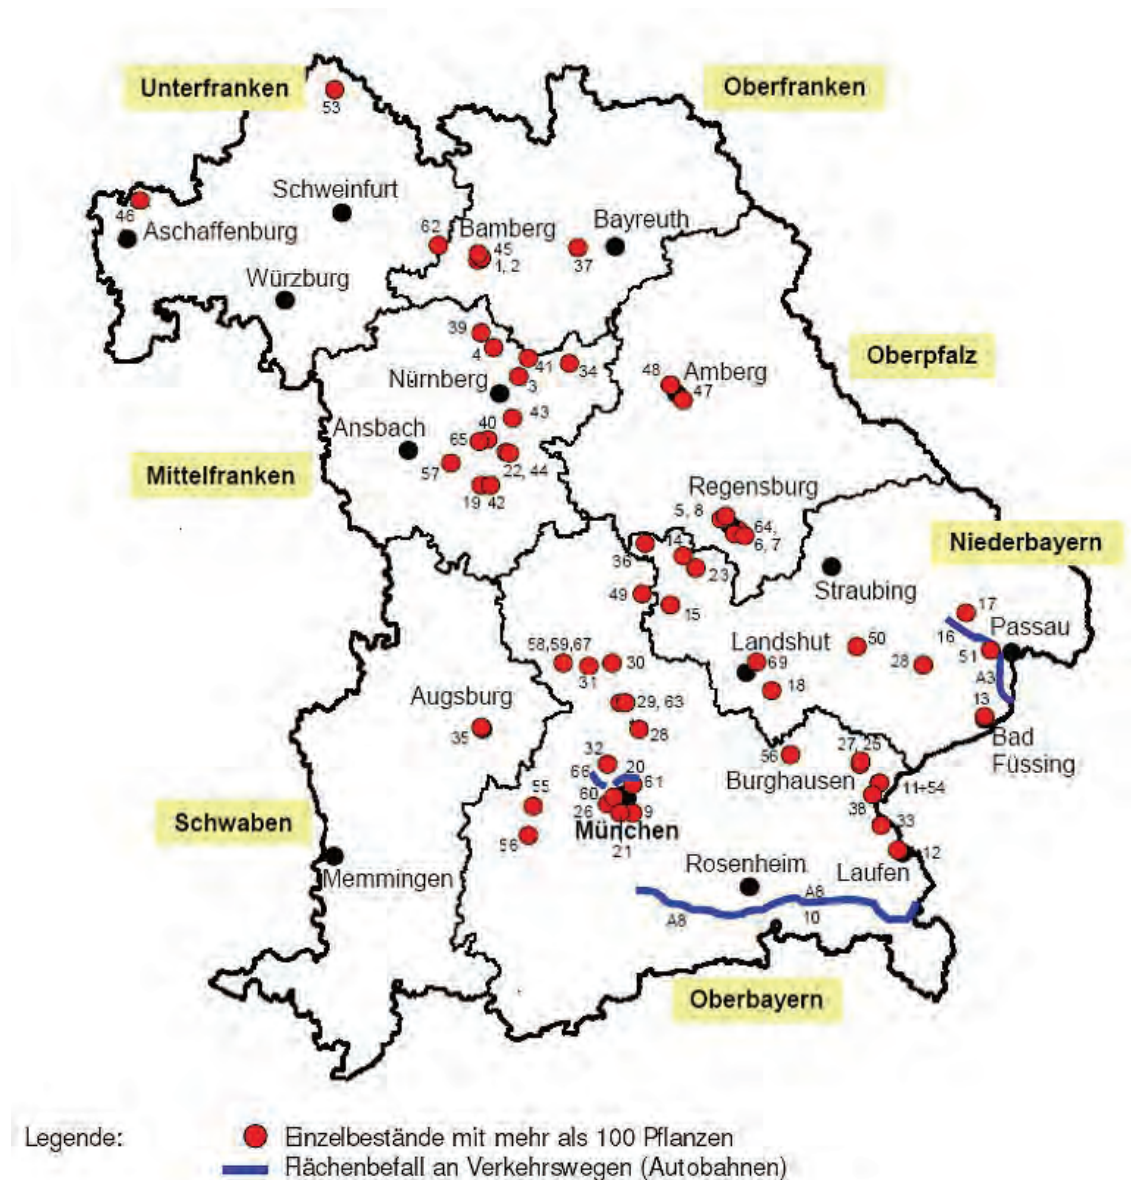 Unterfranken
Oberfranken
53
Schweinfurt
46
Aschaffenburg
62
Bamberg
45
1, 2
Bayreuth
37
Würzburg
39
4
41
34
Oberpfalz
Nürnberg
3
48
Amberg
47
43
Ansbach
40
65
57
22, 44
Mittelfranken
19
42
Regensburg
5, 8
64,
6, 7
Niederbayern
14
36
23
Straubing
49
15
17
16
Passau
58,59,67
30
31
Landshut
69
50
28
51
A3
18
13
Augsburg
29, 63
35
28
Bad
Füssing
56
27, 25
32
20
66
61
Burghausen
11+54
55
60
38
26
9
33
Schwaben
München
56
21
12
Rosenheim
Laufen
Memmingen
A8
A8
10
Oberbayern
Legende:
Einzelbestände mit mehr als 100 Pflanzen
Flächenbefall an Verkehrswegen (Autobahnen)